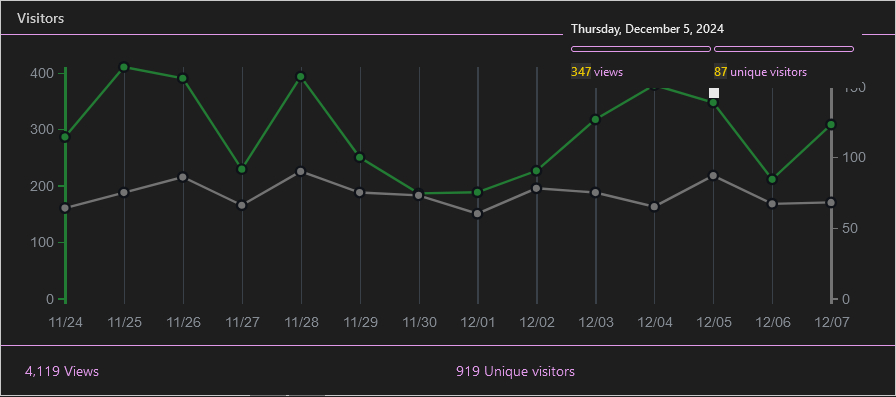 Visitors
Thursday, December 5, 2024
347 views 87 unique visitors
400
300
200
100
0
100
50
0
11/24 11/25 11/26 11/27 11/28 11/29 11/30 12/01 12/02 12/03 12/04 12/05 12/06 12/07
4,119 Views 919 Unique visitors